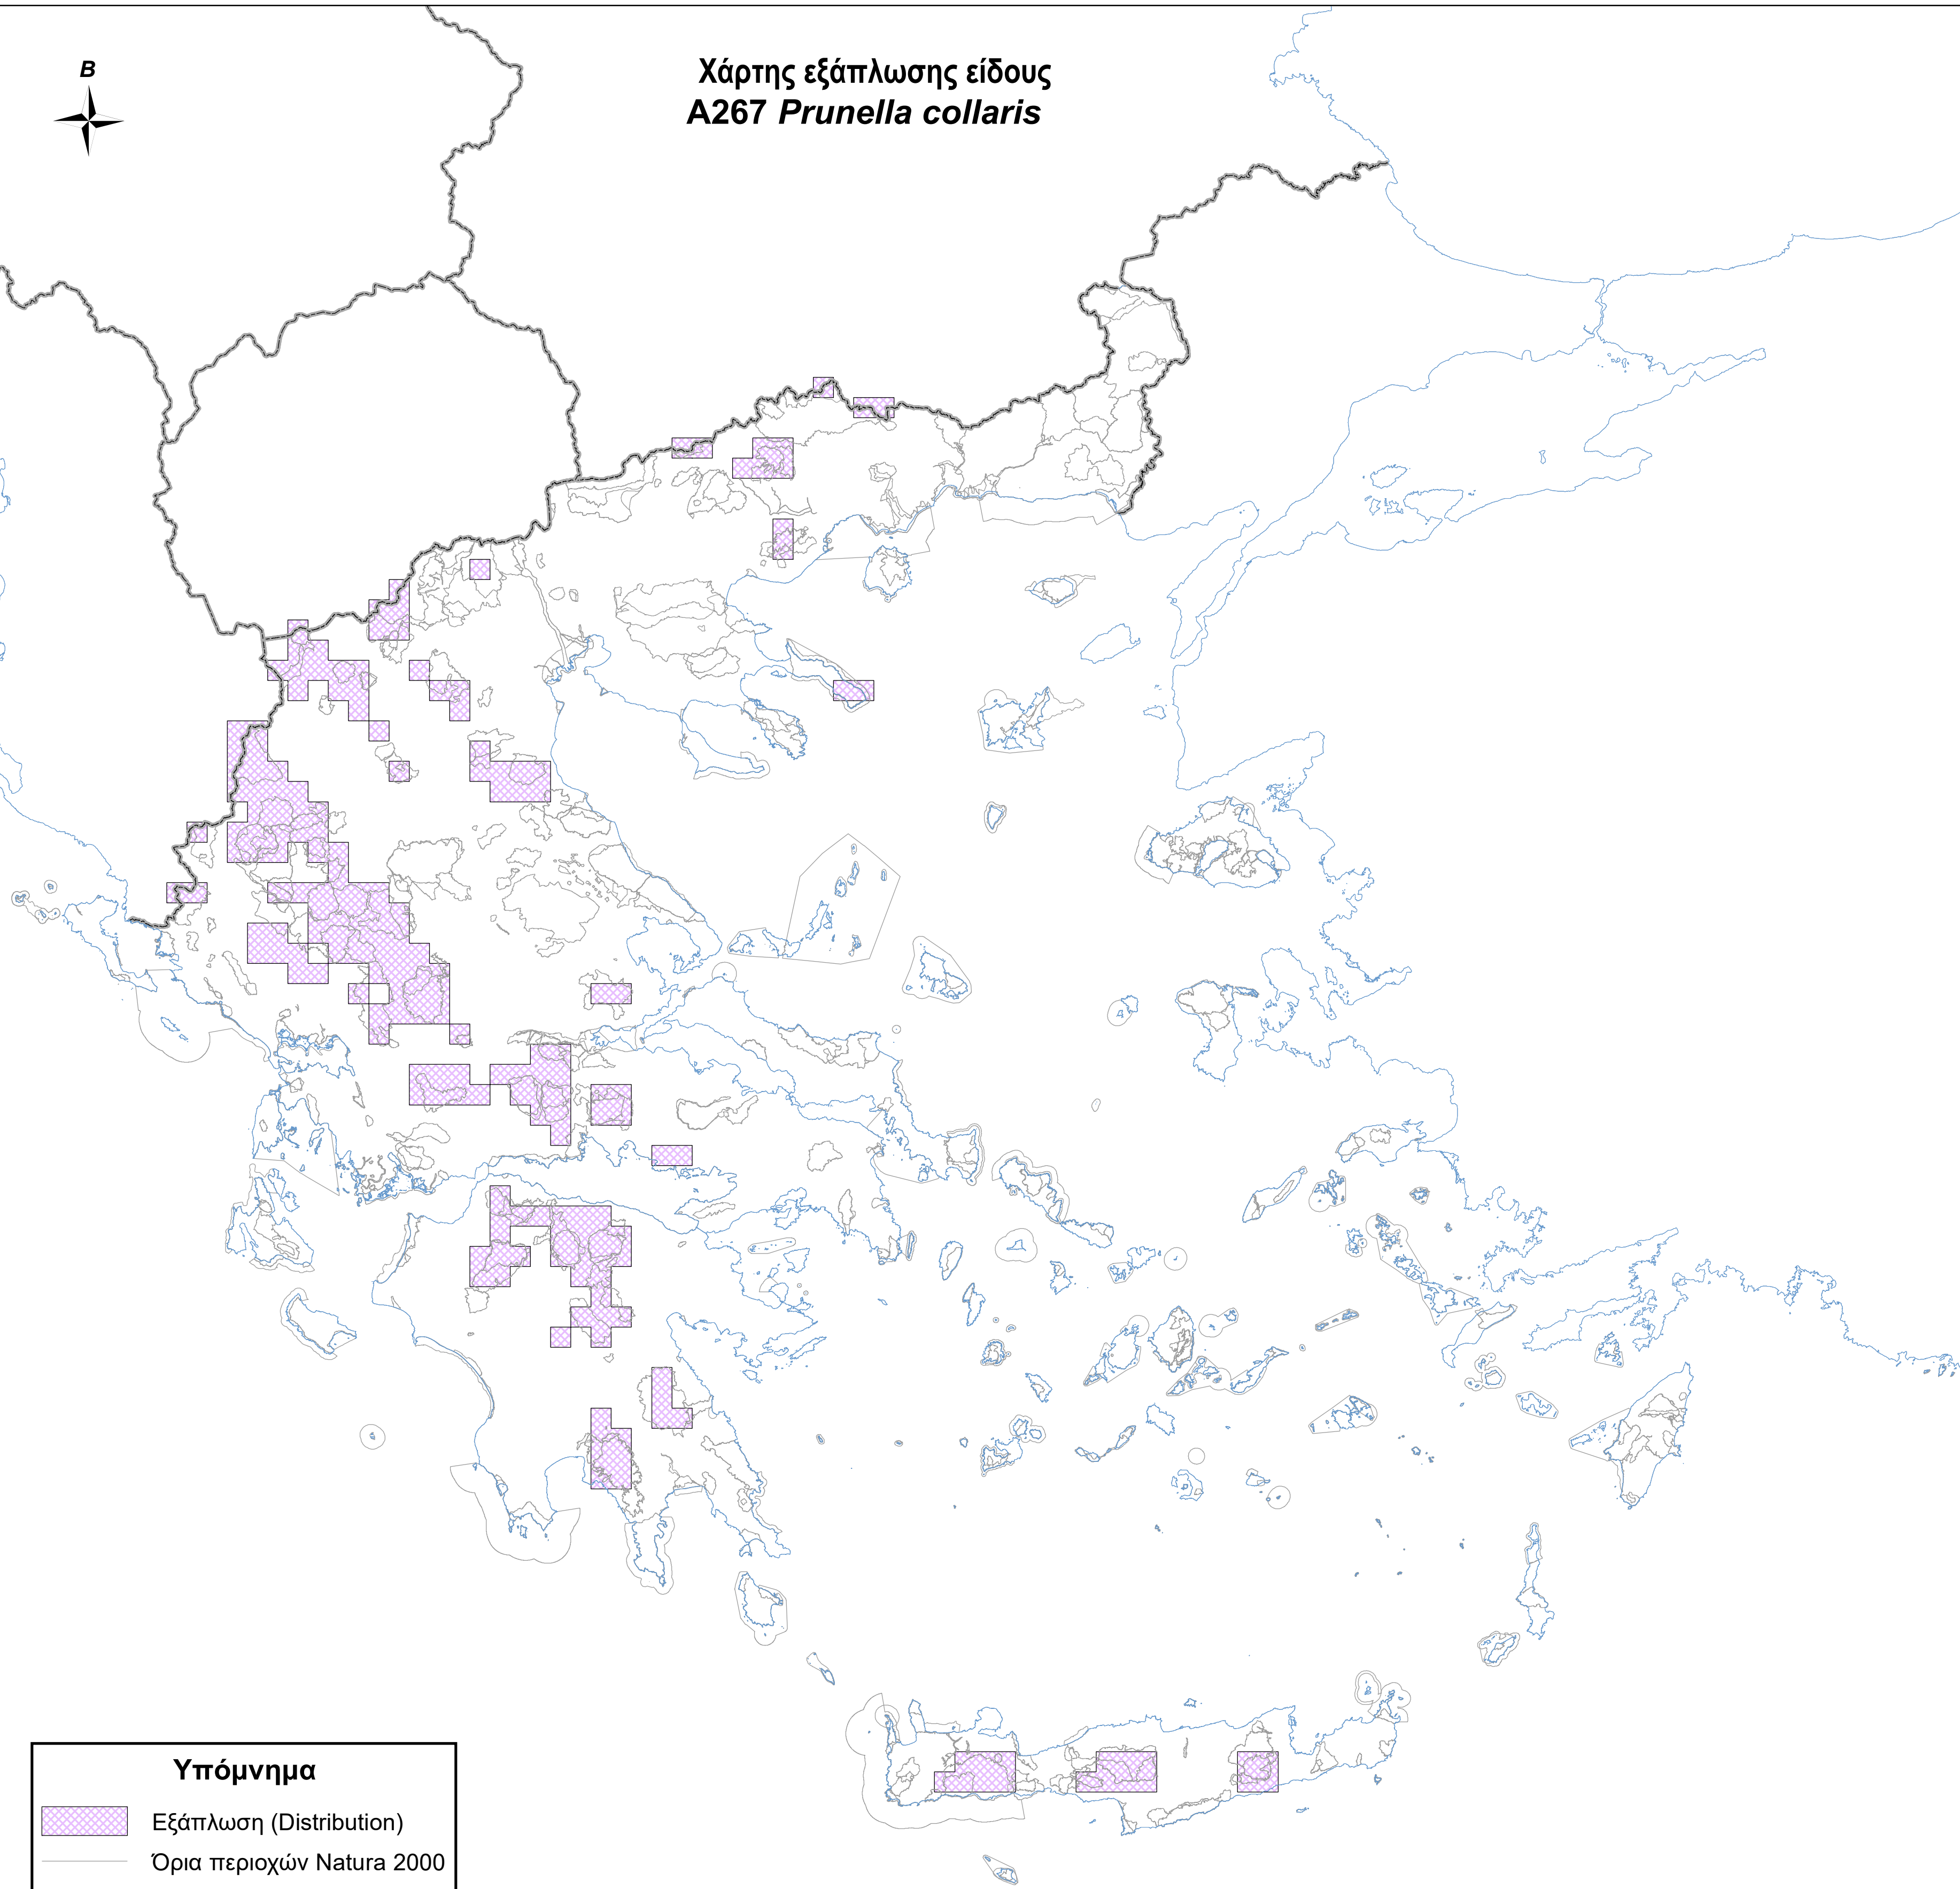 B
Χάρτης εξάπλωσης είδους
A267 Prunella collaris
Υπόμνημα
Εξάπλωση (Distribution)
Όρια περιοχών Natura 2000